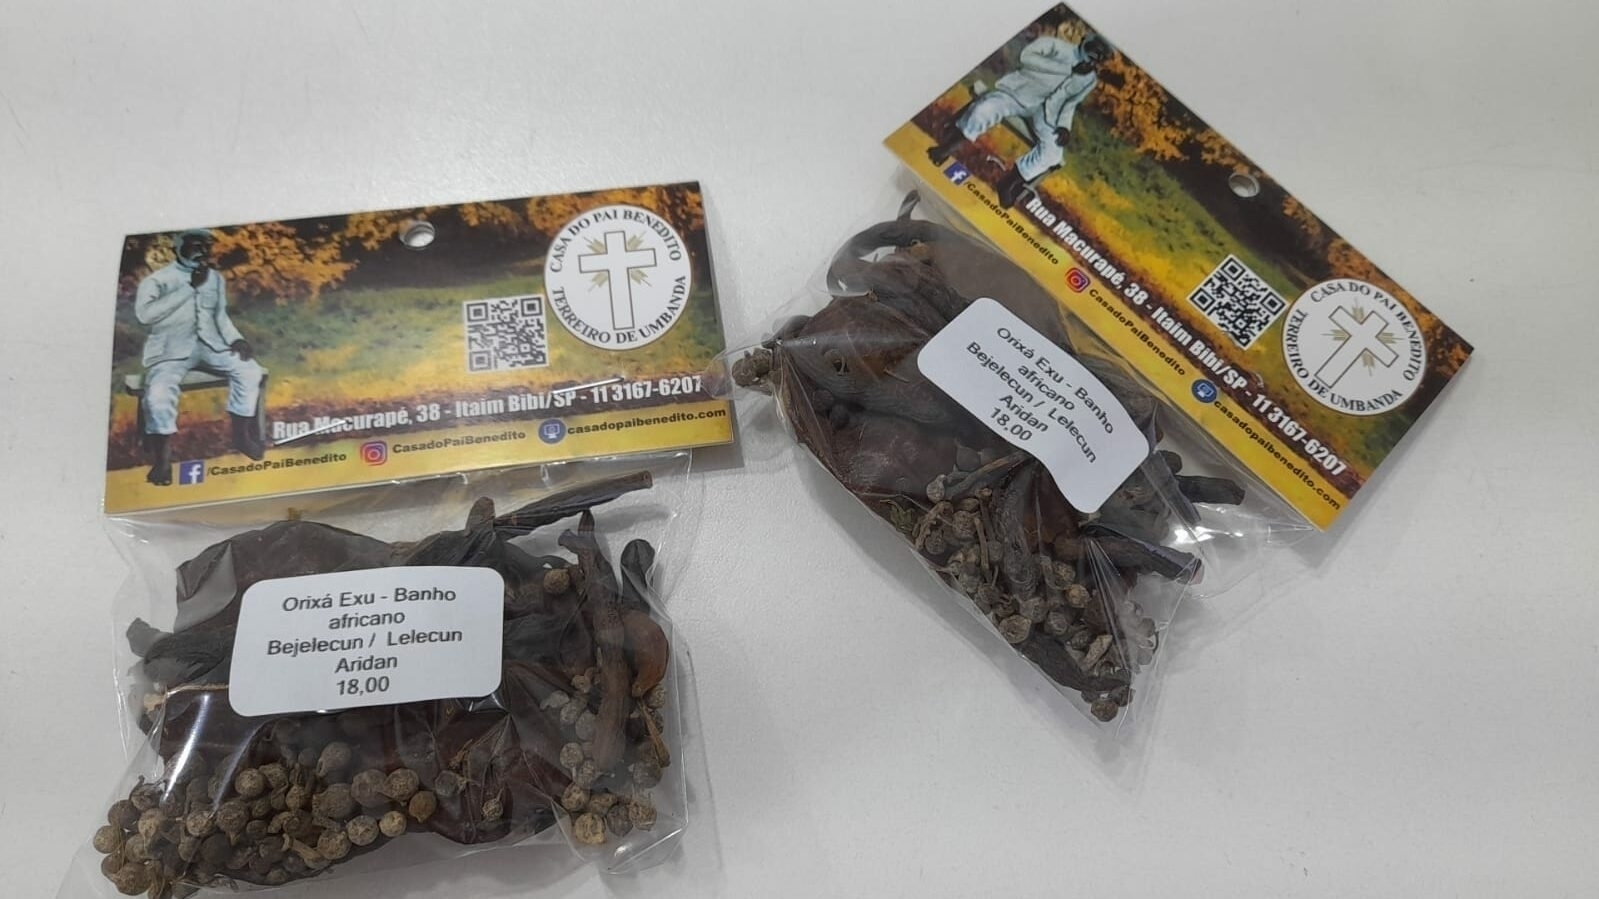 CASA DO PAI BENEDITO
TERREIRO DE UMBANDA
Rua Macurapé, 38 - Itaim Bibi/SP - 11 3167-6207
/CasadoPaiBenedito CasadoPaiBenedito casadopaibenedito.com
Orixá Exu - Banho
africano
Bejelecun / Lelecun
Aridan
18,00
CASA DO PAI BENEDITO
TERREIRO DE UMBANDA
Rua Macurapé, 38 - Itaim Bibi/SP - 11 3167-6207
/CasadoPaiBenedito CasadoPaiBenedito casadopaibenedito.com
Orixá Exu - Banho
africano
Bejelecun / Lelecun
Aridan
18,00